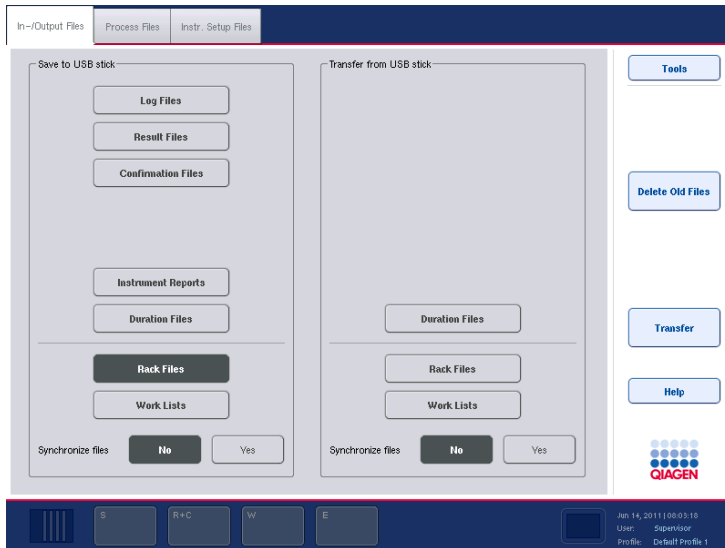 In-/Output Files
Process Files
Instr. Setup Files
Save to USB stick
Log Files
Result Files
Confirmation Files
Instrument Reports
Duration Files
Rack Files
Work Lists
Synchronize files
No
Yes
Transfer from USB stick
Duration Files
Rack Files
Work Lists
Synchronize files
No
Yes
Tools
Delete Old Files
Transfer
Help
QIAGEN
S
R+C
W
E
Jun 14, 2011 | 08:03:18
User: Supervisor
Profile: Default Profile 1